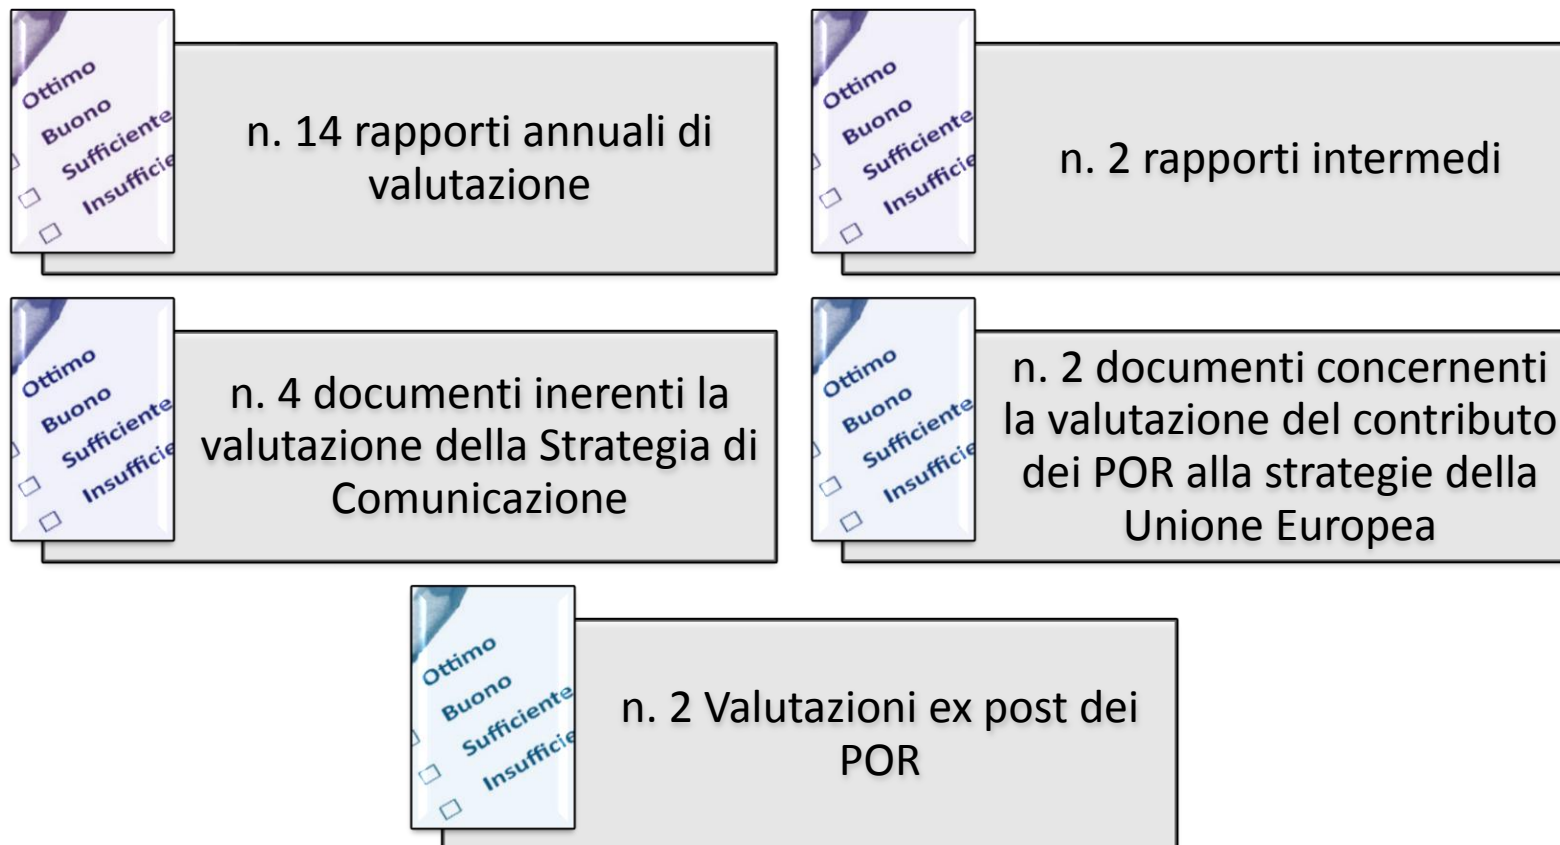 Ottimo
Buono
Sufficiente
n. 14 rapporti annuali di
valutazione
Ottimo
Buono
Sufficiente
n. 2 rapporti intermedi
Ottimo
Buono
Sufficiente
n. 4 documenti inerenti la
valutazione della Strategia di
Comunicazione
Ottimo
Buono
Sufficiente
n. 2 documenti concernenti
la valutazione del contributo
dei POR alla strategie della
Unione Europea
Ottimo
Buono
Sufficiente
n. 2 Valutazioni ex post dei
POR